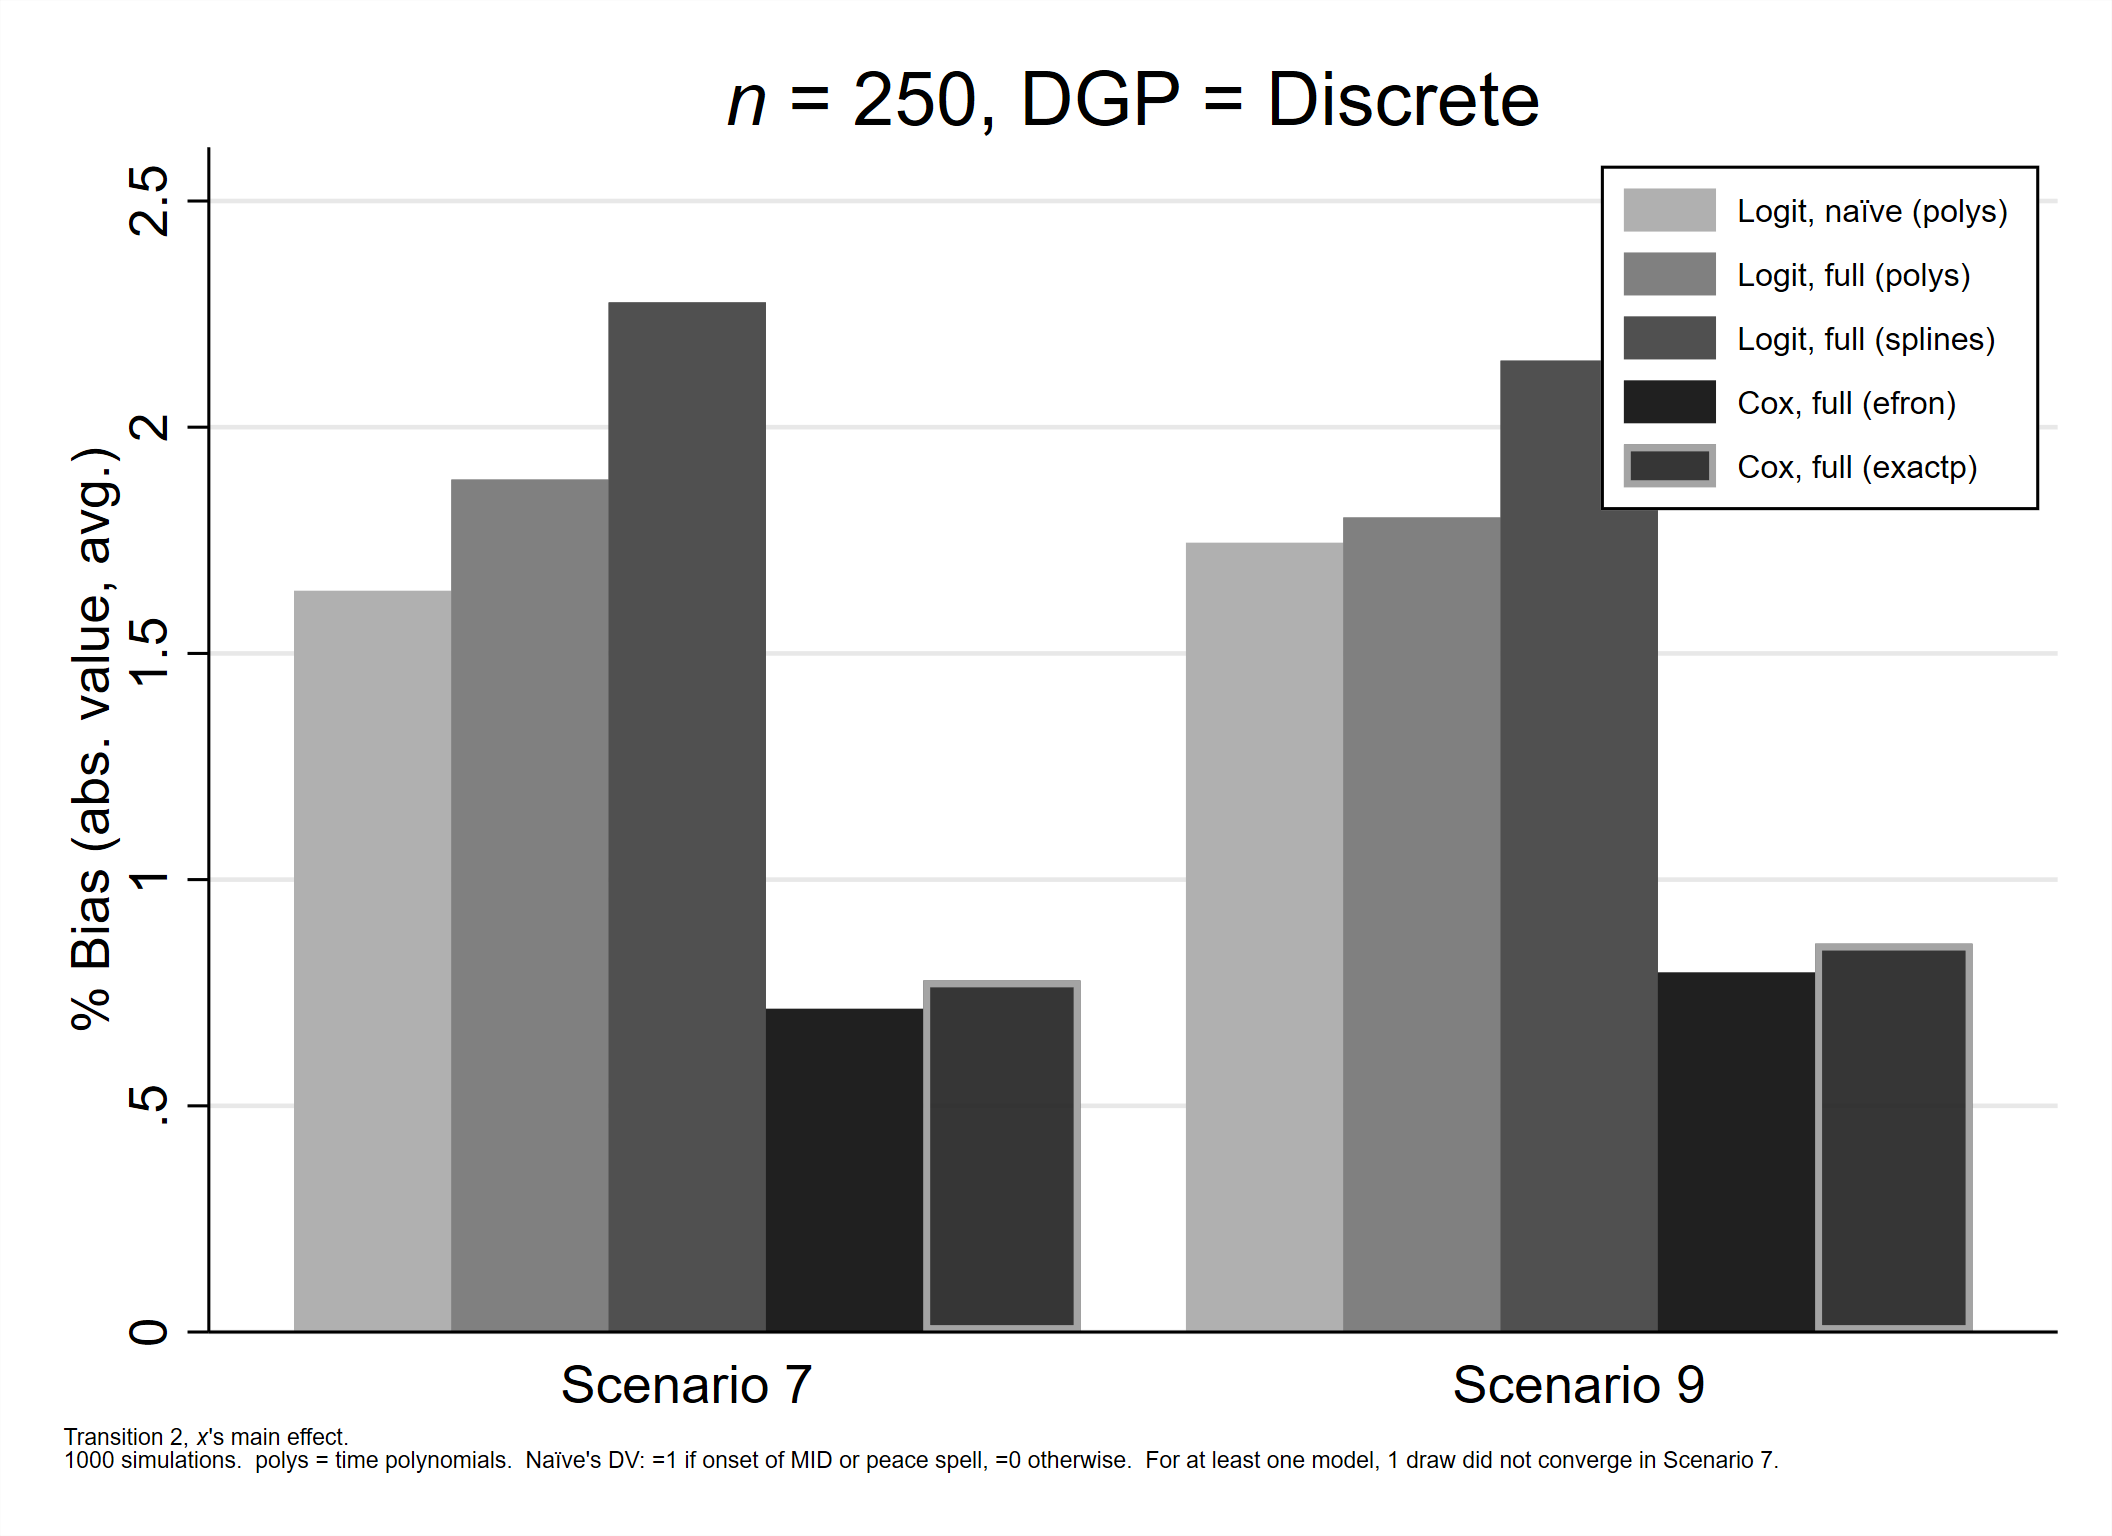 n = 250, DGP = Discrete
% Bias (abs. value, avg.)
2.5
2
1.5
1
.5
0
Logit, naïve (polys)
Logit, full (polys)
Logit, full (splines)
Cox, full (efron)
Cox, full (exactp)
Scenario 7
Scenario 9
Transition 2, x's main effect.
1000 simulations.  polys = time polynomials.  Naïve's DV: =1 if onset of MID or peace spell, =0 otherwise.  For at least one model, 1 draw did not converge in Scenario 7.